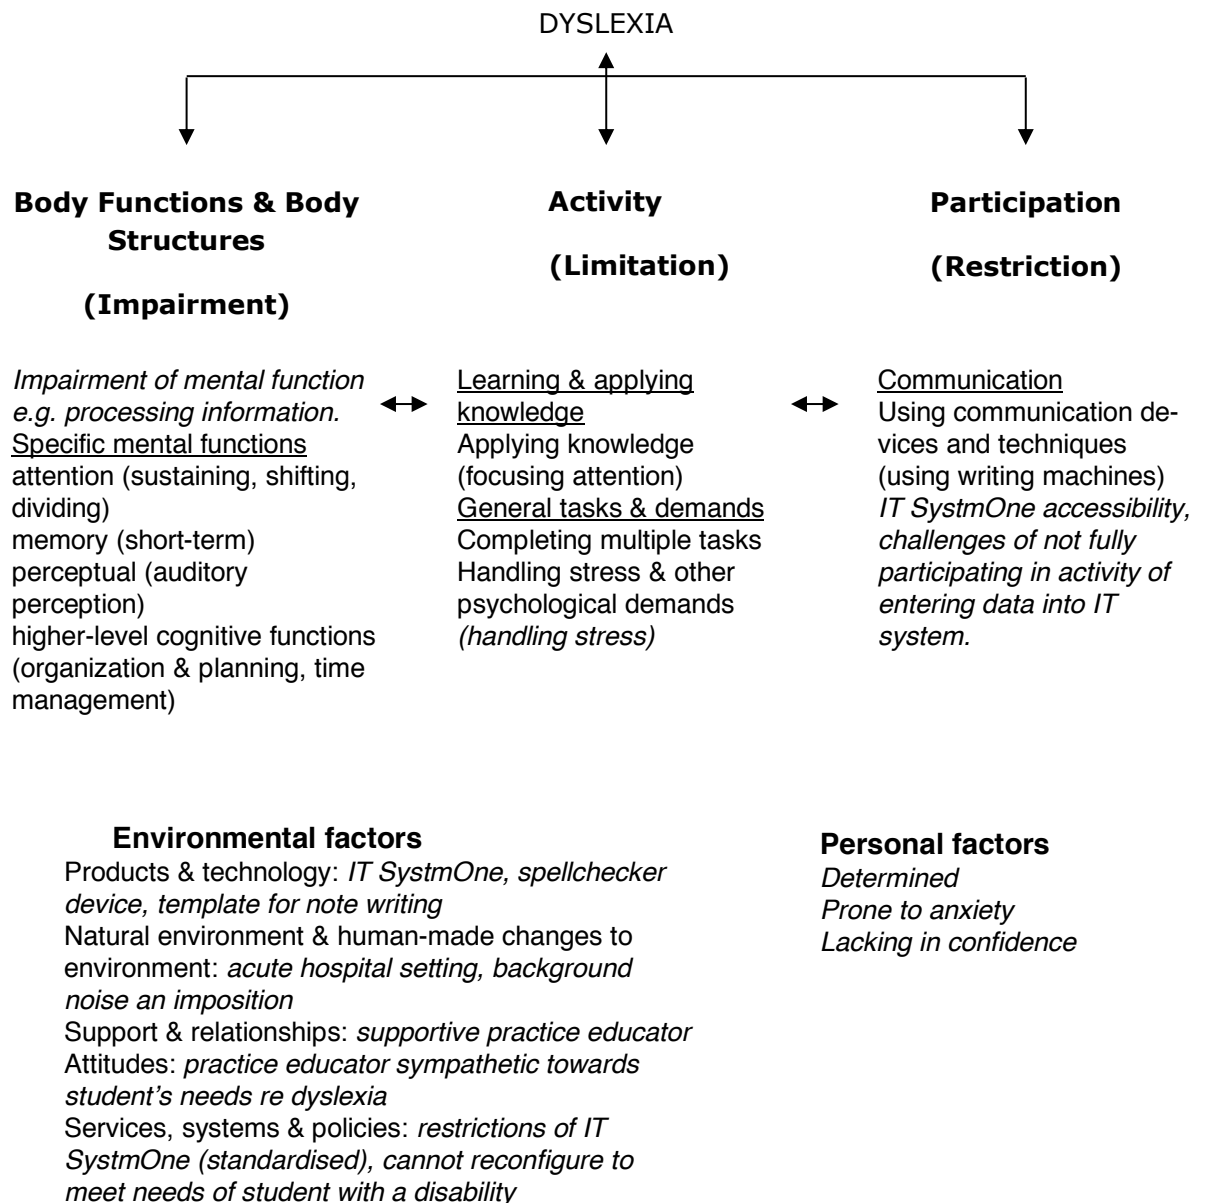 DYSLEXIA
Body Functions & Body
Structures
(Impairment)
Activity
(Limitation)
Participation
(Restriction)
Impairment of mental function
e.g. processing information.
Specific mental functions
attention (sustaining, shifting,
dividing)
memory (short-term)
perceptual (auditory
perception)
higher-level cognitive functions
(organization & planning, time
management)
Learning & applying
knowledge
Applying knowledge
(focusing attention)
General tasks & demands
Completing multiple tasks
Handling stress & other
psychological demands
(handling stress)
Communication
Using communication de-
vices and techniques
(using writing machines)
IT SystmOne accessibility,
challenges of not fully
participating in activity of
entering data into IT
system.
Environmental factors
Products & technology: IT SystmOne, spellchecker
device, template for note writing
Natural environment & human-made changes to
environment: acute hospital setting, background
noise an imposition
Support & relationships: supportive practice educator
Attitudes: practice educator sympathetic towards
student's needs re dyslexia
Services, systems & policies: restrictions of IT
SystmOne (standardised), cannot reconfigure to
meet needs of student with a disability
Personal factors
Determined
Prone to anxiety
Lacking in confidence